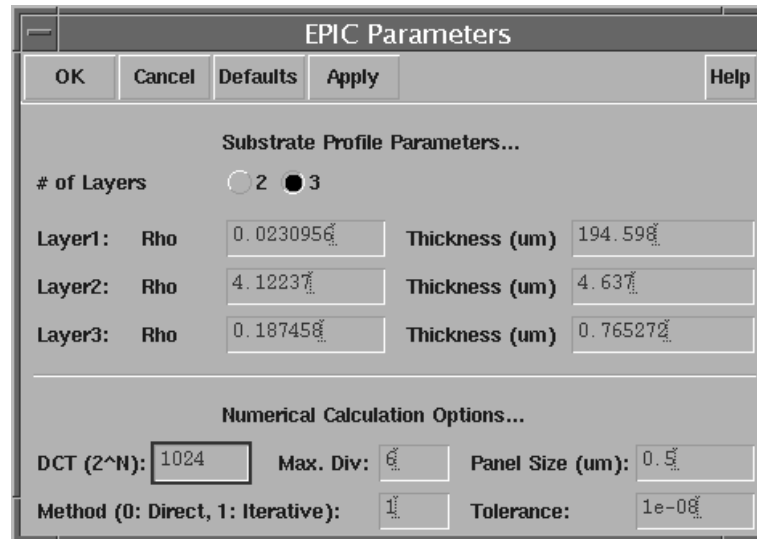 EPIC Parameters
OK Cancel Defaults Apply Help
Substrate Profile Parameters...
# of Layers 2 3
Layer1: Rho 0.0230956 Thickness (um) 194.598
Layer2: Rho 4.12237 Thickness (um) 4.637
Layer3: Rho 0.187458 Thickness (um) 0.765272
Numerical Calculation Options...
DCT (2^N): 1024 Max. Div: 6 Panel Size (um): 0.5
Method (0: Direct, 1: Iterative): 1 Tolerance: 1e-08